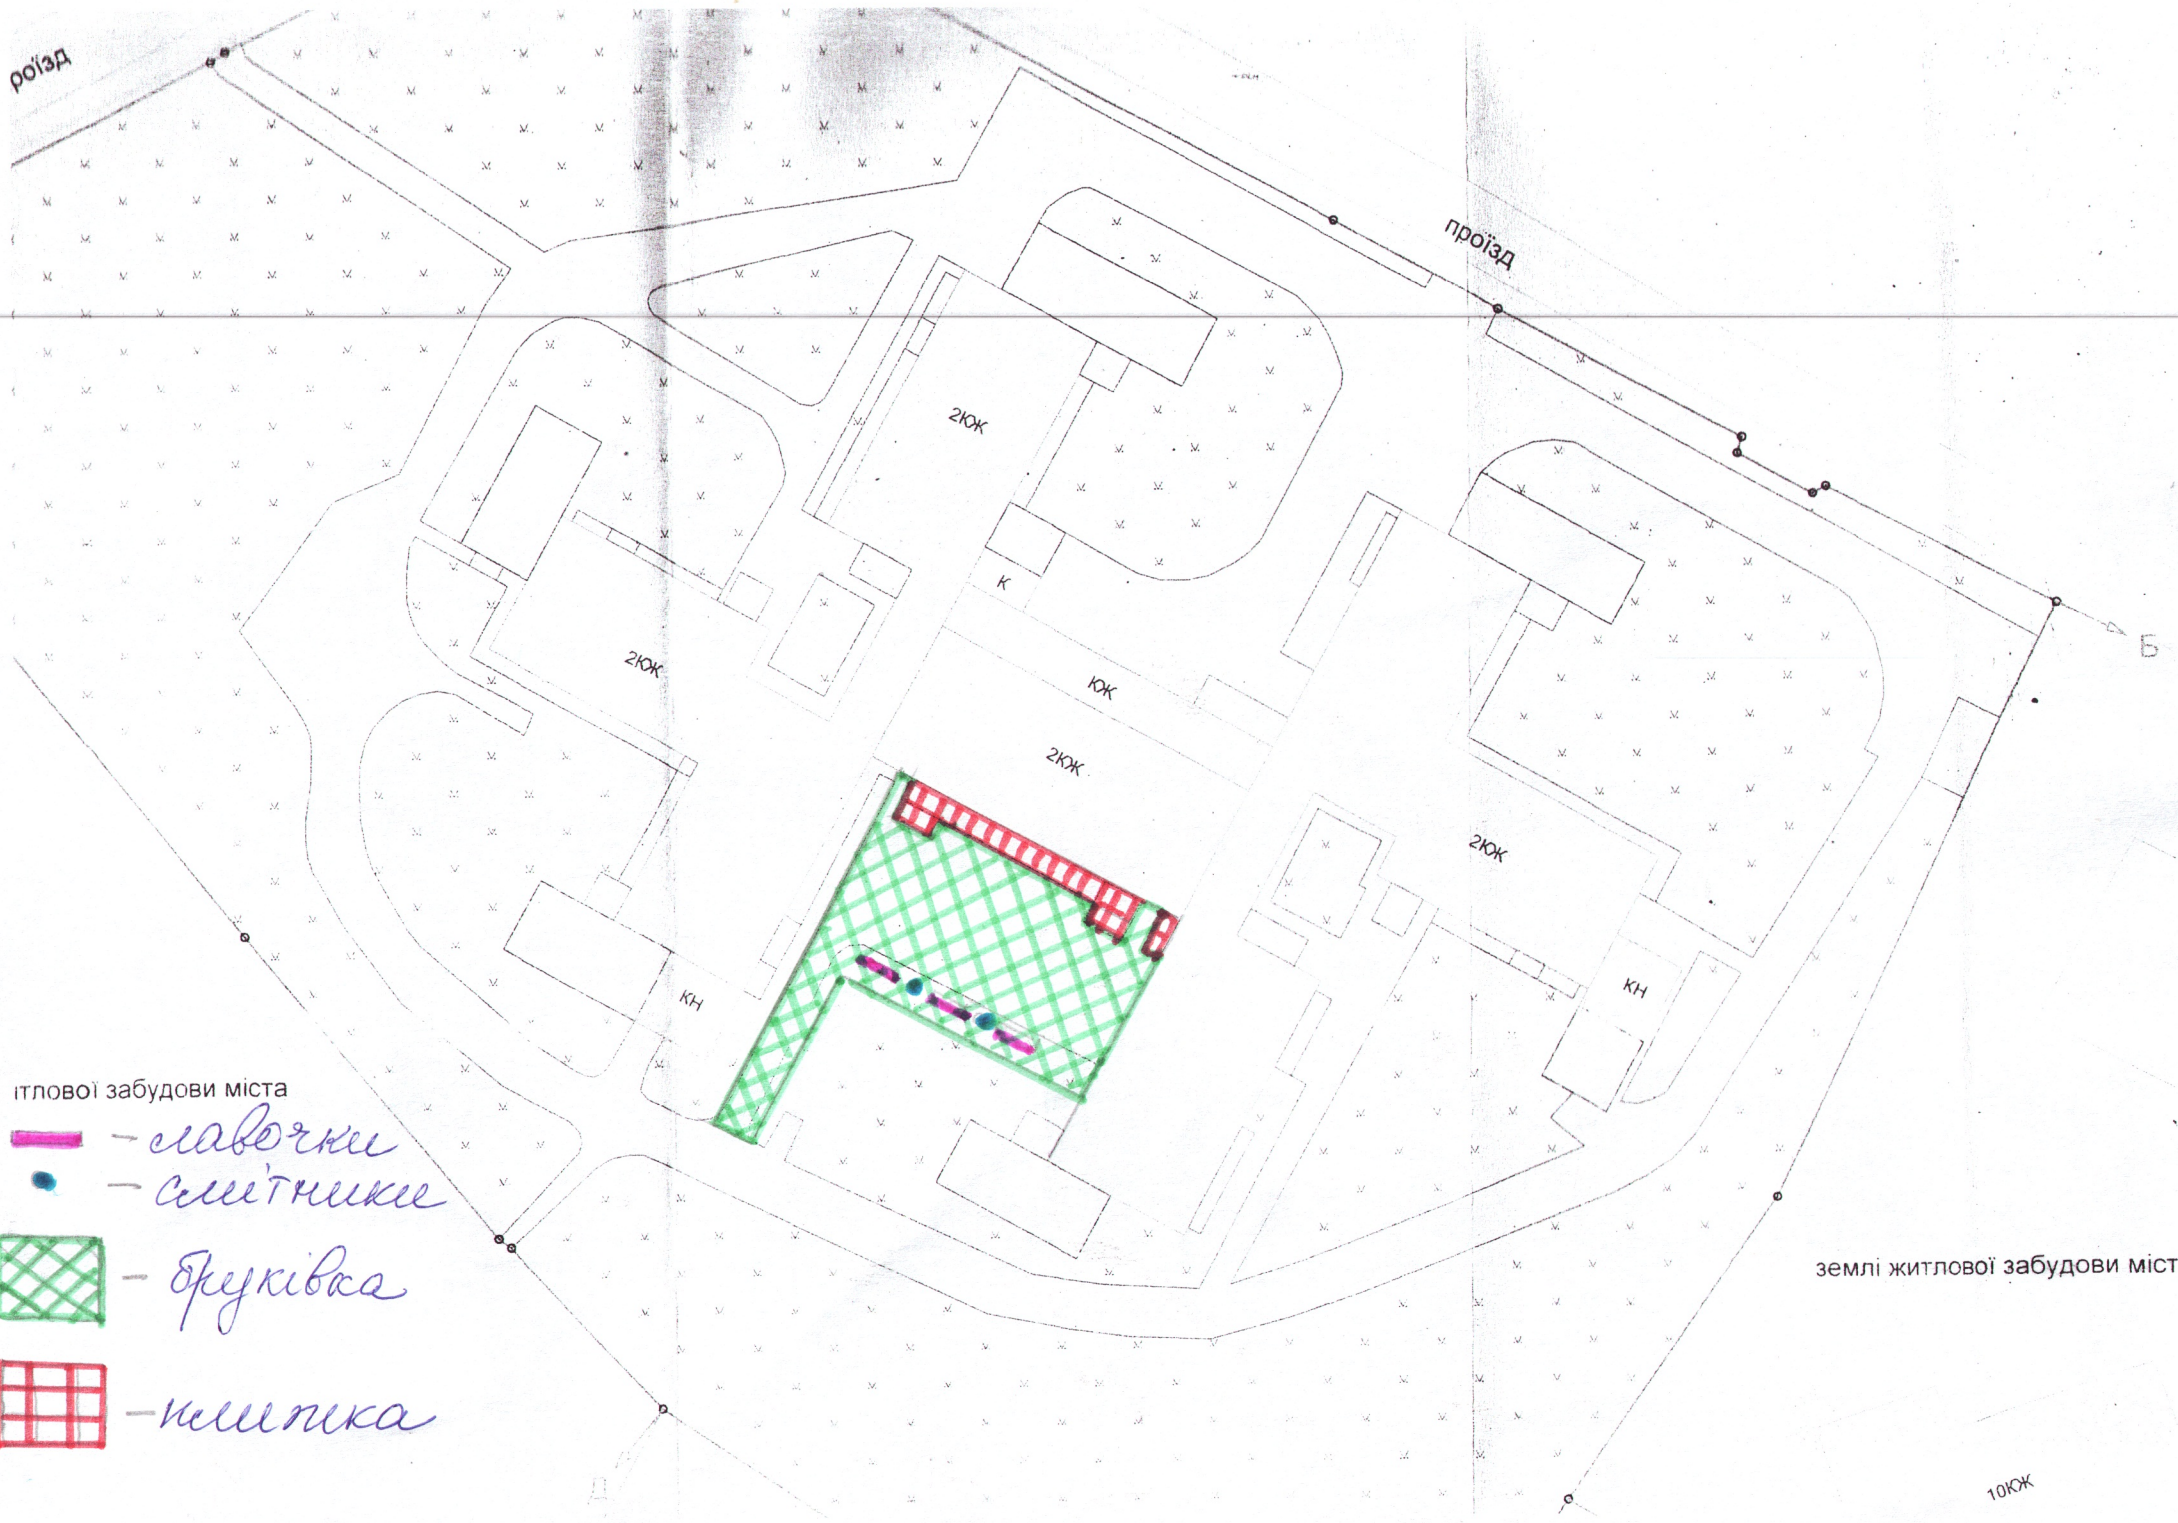 роїзд
проїзд
Б
2КЖ
К
2КЖ
КЖ
2КЖ
2КЖ
КН
КН
ітлової забудови міста
- лавочки
- смітники
- бруківка
- плитка
землі житлової забудови міст
10КЖ